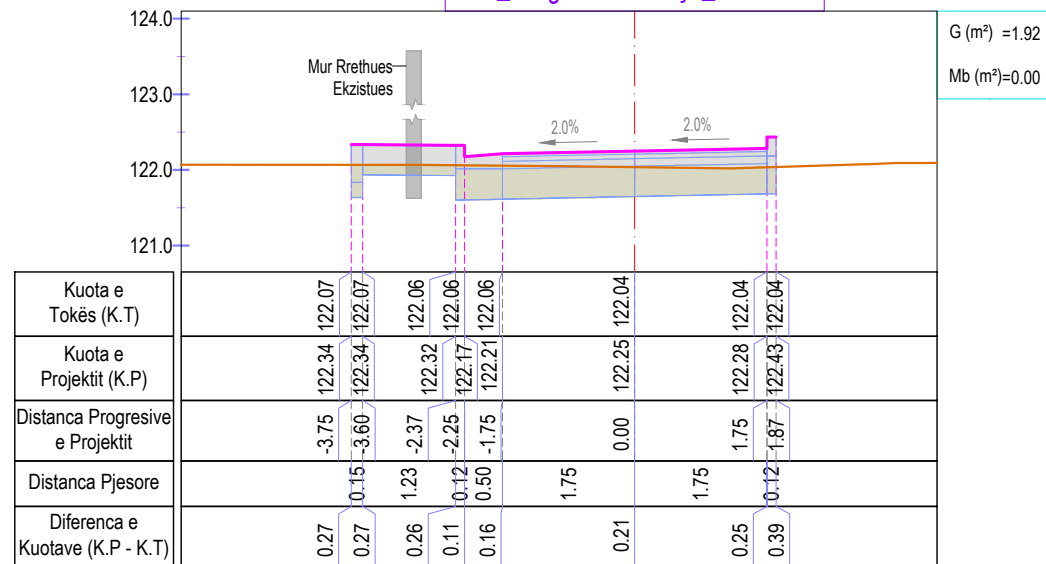 124.0
123.0
122.0
121.0
G (m²) =1.92
Mb (m²)=0.00
Mur Rrethues
Ekzistues
2.0%
2.0%
Kuota e
Tokës (K.T)
122.07 122.07 122.06 122.06 122.06 122.04 122.04 122.04
Kuota e
Projektit (K.P)
122.34 122.34 122.32 122.17 122.21 122.25 122.28 122.43
Distanca Progresive
e Projektit
-3.75 -3.60 -2.37 -2.25 -1.75 0.00 1.75 1.87
Distanca Pjesore
0.15 1.23 0.12 0.50 1.75 1.75 0.12
Diferenca e
Kuotave (K.P - K.T)
0.27 0.27 0.26 0.11 0.16 0.21 0.25 0.39